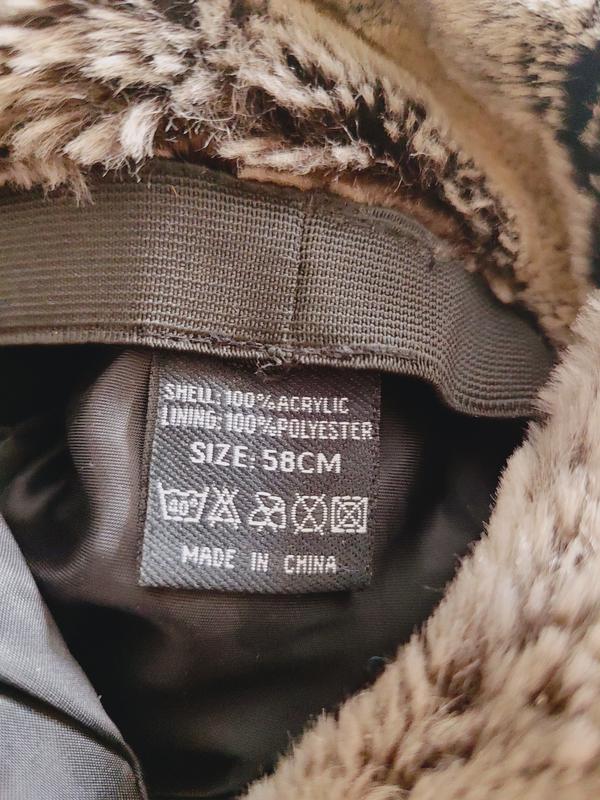 SHELL: 100%ACRYLIC
LINING: 100%POLYESTER
SIZE: 58CM
40°
MADE IN CHINA